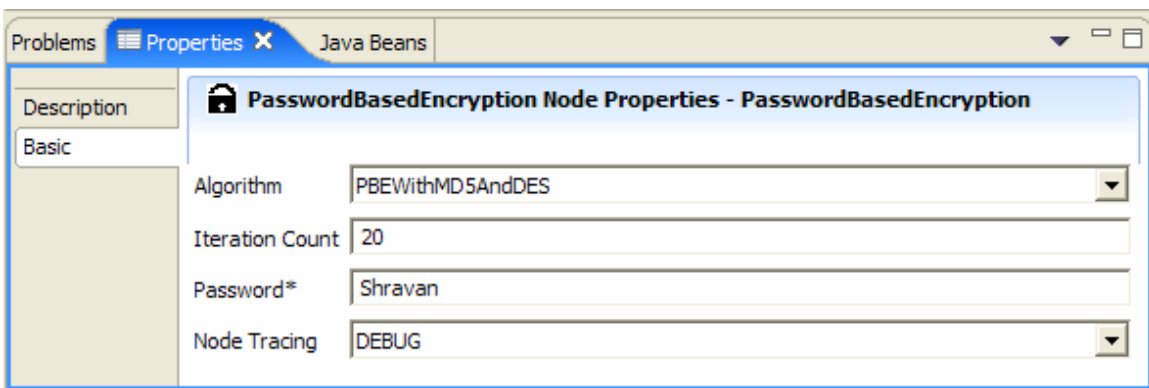 Problems Properties Java Beans
Description
Basic
PasswordBasedEncryption Node Properties - PasswordBasedEncryption
Algorithm PBEWithMD5AndDES
Iteration Count 20
Password* Shravan
Node Tracing DEBUG